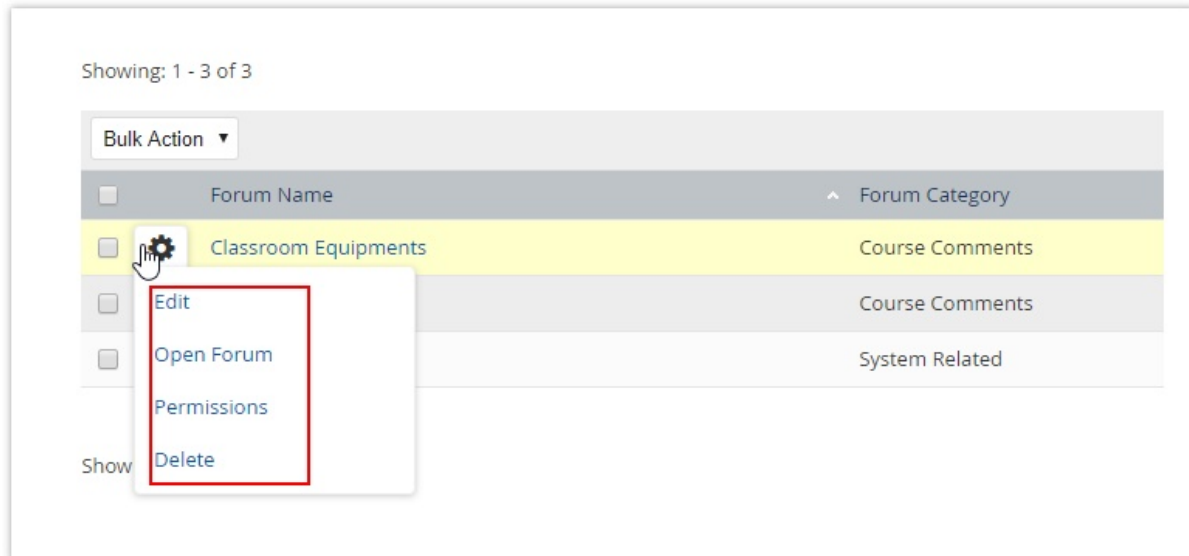 Showing: 1 - 3 of 3
Bulk Action
Forum Name Forum Category
Classroom Equipments Course Comments
Edit Course Comments
Open Forum System Related
Permissions
Show Delete